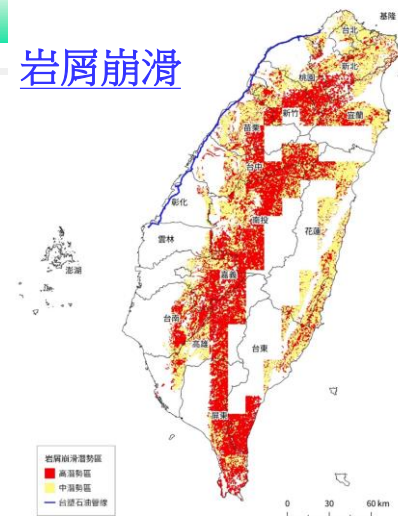 岩屑崩滑
基隆
台北
新北
桃園
新竹
宜蘭
苗栗
台中
彰化
南投
花蓮
雲林
澎湖
嘉義
台南
高雄
台東
屏東
岩屑崩滑潛勢區
高潛勢區
中潛勢區
台塑石油管線
0 30 60 km